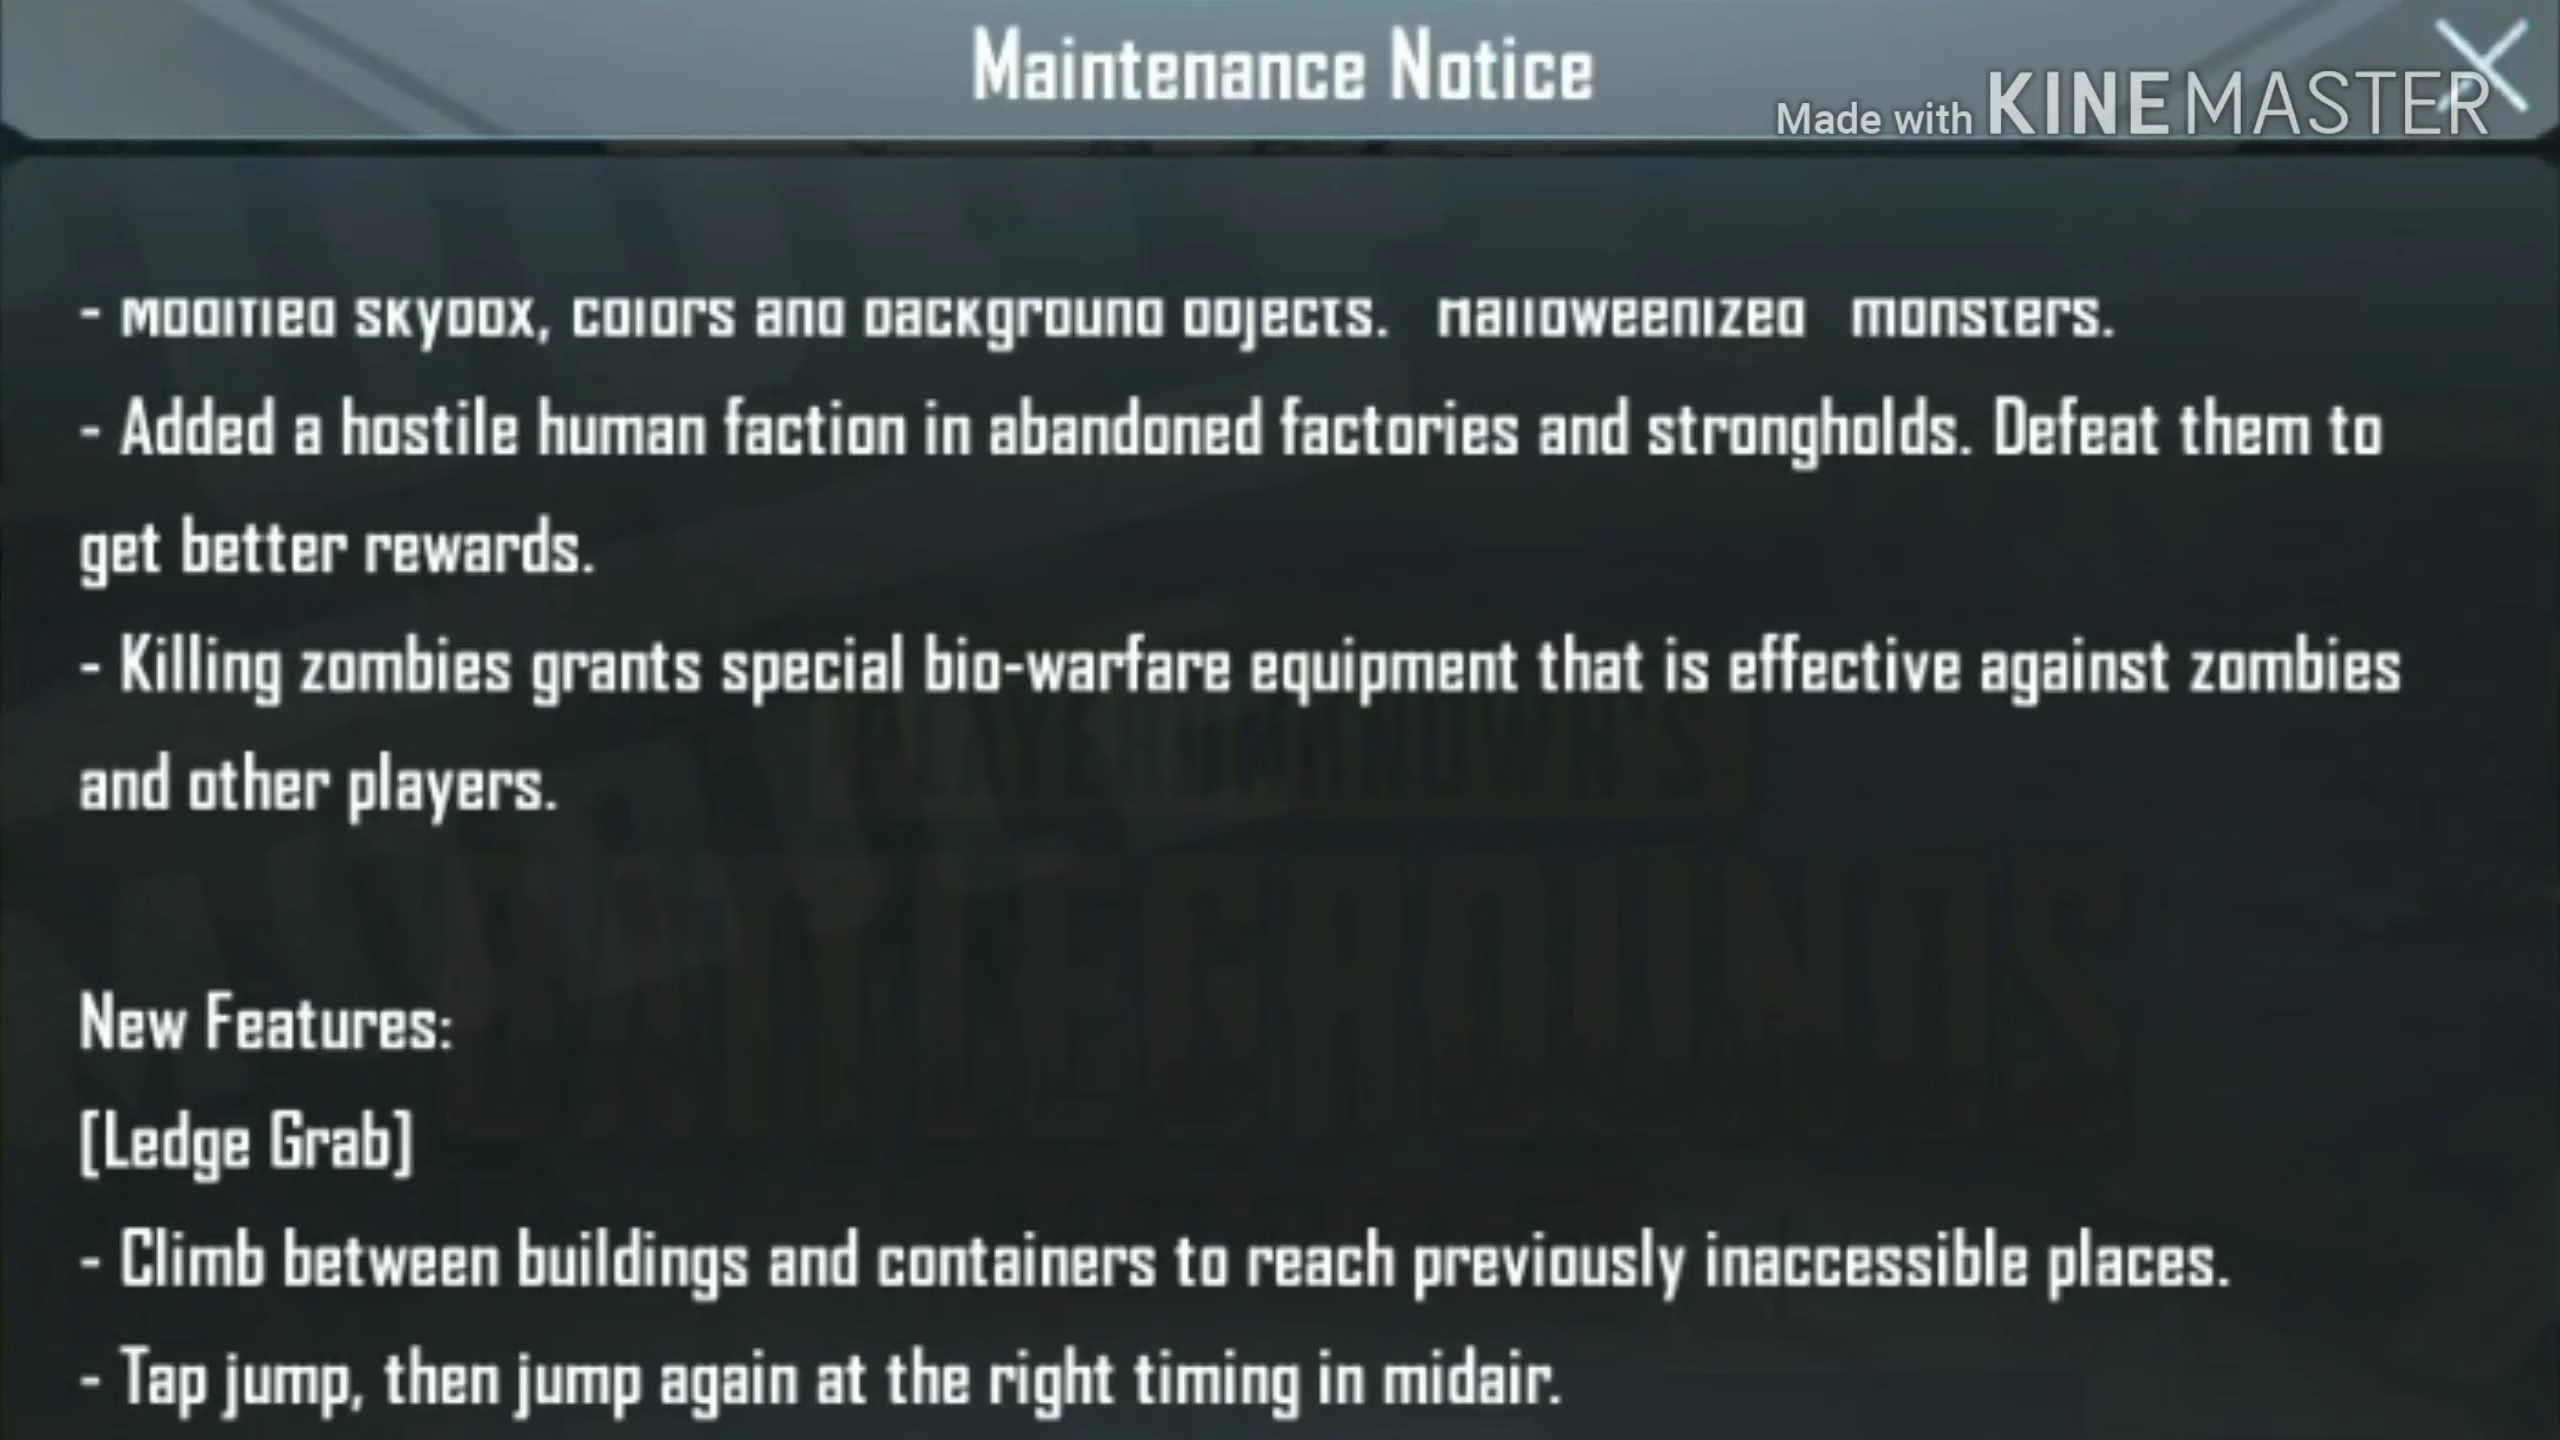 Maintenance Notice
Made with KINEMASTER
- Modified skybox, colors and background objects. Halloweenized monsters.
- Added a hostile human faction in abandoned factories and strongholds. Defeat them to
get better rewards.
- Killing zombies grants special bio-warfare equipment that is effective against zombies
PLAYERUNKNOWN'S
and other players.
BATTLEGROUNDS
New Features:
[Ledge Grab]
- Climb between buildings and containers to reach previously inaccessible places.
- Tap jump, then jump again at the right timing in midair.